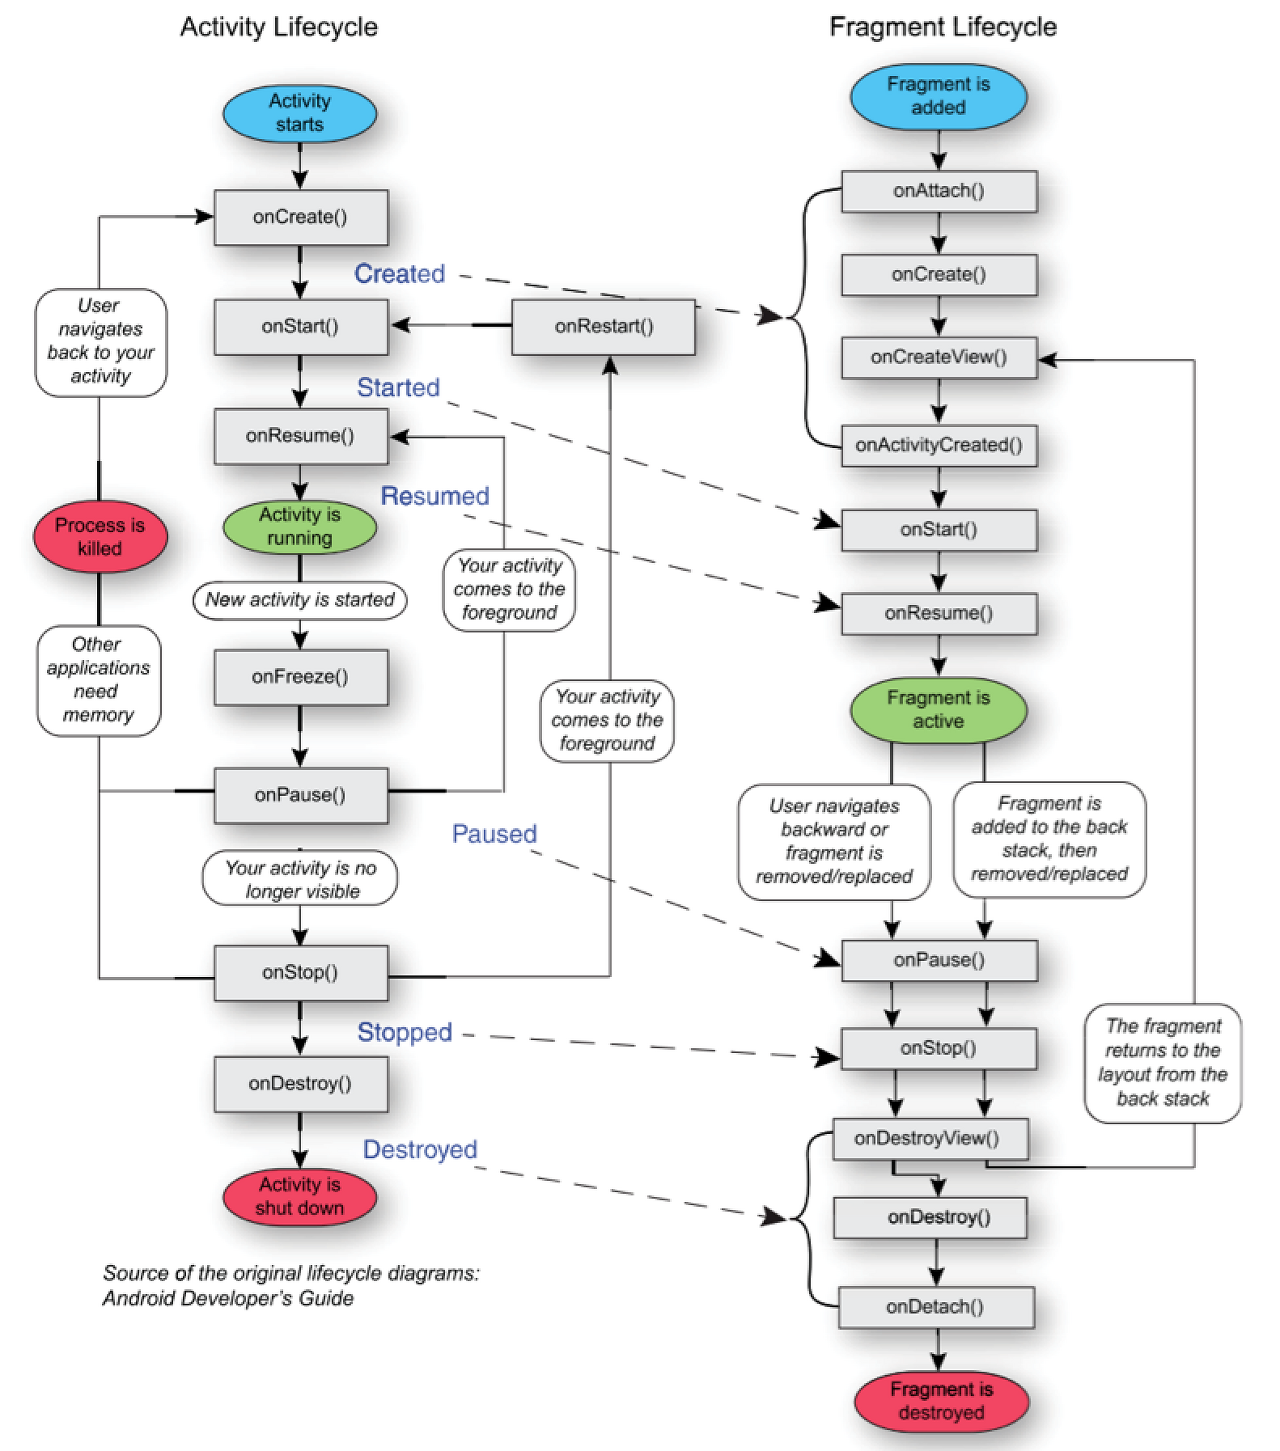 Activity Lifecycle
Fragment Lifecycle
Activity
starts
onCreate()
Created
User
navigates
back to your
activity
onStart()
onRestart()
Started
onResume()
Resumed
Process is
killed
Activity is
running
New activity is started
Your activity
comes to the
foreground
Other
applications
need
memory
onFreeze()
Your activity
comes to the
foreground
onPause()
Paused
Your activity is no
longer visible
onStop()
Stopped
onDestroy()
Destroyed
Activity is
shut down
Source of the original lifecycle diagrams:
Android Developer's Guide
Fragment is
added
onAttach()
onCreate()
onCreateView()
onActivityCreated()
onStart()
onResume()
Fragment is
active
User navigates
backward or
fragment is
removed/replaced
Fragment is
added to the back
stack, then
removed/replaced
onPause()
onStop()
The fragment
returns to the
layout from the
back stack
onDestroyView()
onDestroy()
onDetach()
Fragment is
destroyed